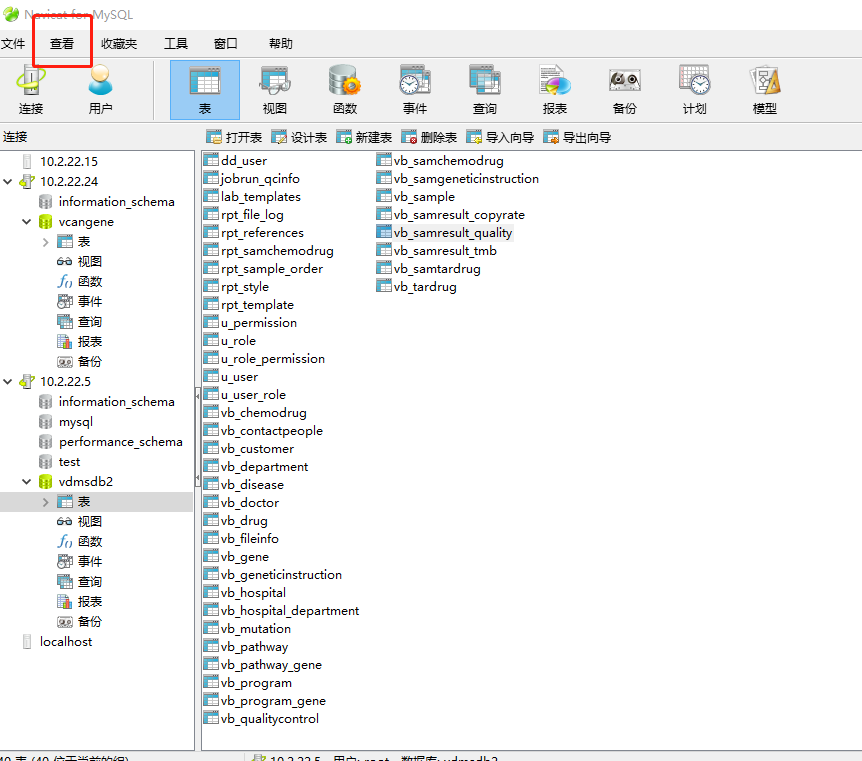 Navicat for MySQL
文件 查看 收藏夹 工具 窗口 帮助
连接 用户 表 视图 函数 事件 查询 报表 备份 计划 模型
连接 打开表 设计表 新建表 删除表 导入向导 导出向导
10.2.22.15
10.2.22.24
information_schema
vcangene
表
视图
函数
事件
查询
报表
备份
10.2.22.5
information_schema
mysql
performance_schema
test
vdmsdb2
表
视图
函数
事件
查询
报表
备份
localhost
dd_user
jobrun_qcinfo
lab_templates
rpt_file_log
rpt_references
rpt_samchemodrug
rpt_sample_order
rpt_style
rpt_template
u_permission
u_role
u_role_permission
u_user
u_user_role
vb_chemodrug
vb_contactpeople
vb_customer
vb_department
vb_disease
vb_doctor
vb_drug
vb_fileinfo
vb_gene
vb_geneticinstruction
vb_hospital
vb_hospital_department
vb_mutation
vb_pathway
vb_pathway_gene
vb_program
vb_program_gene
vb_qualitycontrol
vb_samchemodrug
vb_samgeneticinstruction
vb_sample
vb_samresult_copyrate
vb_samresult_quality
vb_samresult_tmb
vb_samtardrug
vb_tardrug
40 表 (40 位于当前的组) 10.2.22.5 用户: root 数据库: vdmsdb2